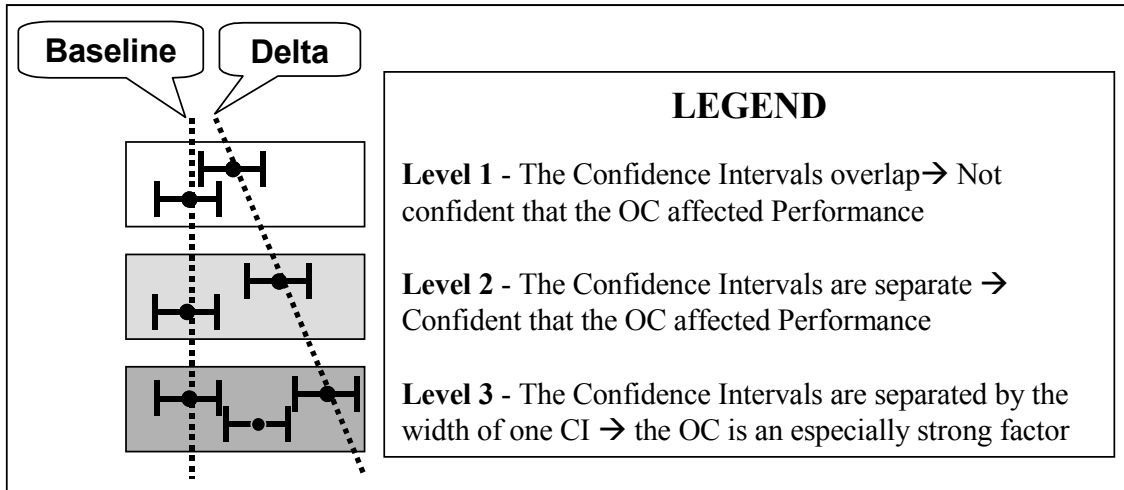 Baseline
Delta
LEGEND
Level 1 - The Confidence Intervals overlap→ Not
confident that the OC affected Performance
Level 2 - The Confidence Intervals are separate →
Confident that the OC affected Performance
Level 3 - The Confidence Intervals are separated by the
width of one CI → the OC is an especially strong factor